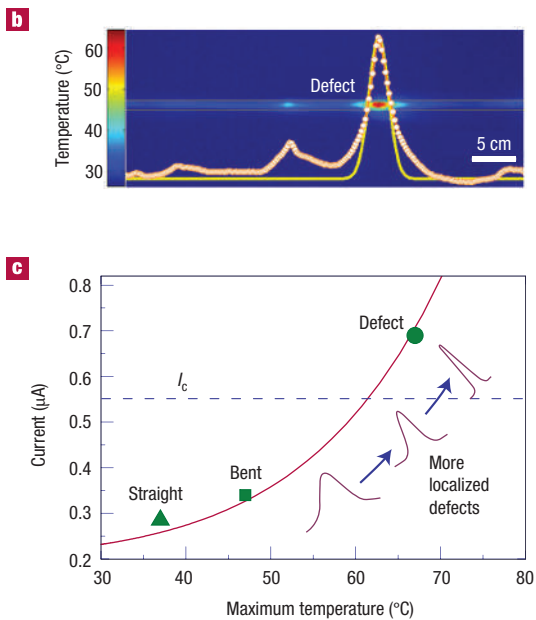 b
Temperature (°C)
60
50
40
30
Defect
5 cm
c
Current (μA)
0.8
0.7
0.6
0.5
0.4
0.3
0.2
Defect
Ic
Bent
Straight
More
localized
defects
30 40 50 60 70 80
Maximum temperature (°C)